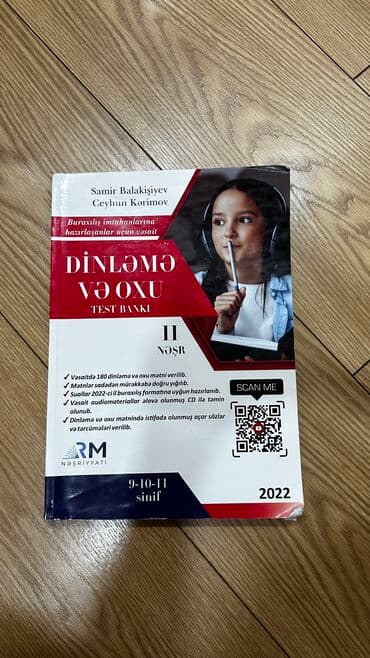 Samir Balakişiyev
Ceyhun Kərimov
Buraxılış imtahanlarına
hazırlaşanlar üçün vəsait
DİNLƏMƏ
VƏ OXU
TEST BANKI
II
NƏŞR
Vəsaitdə 180 dinləmə və oxu mətni verilib.
Mətnlər sadədən mürəkkəbə doğru yığılıb.
Suallar 2022-ci il buraxılış formatına uyğun hazırlanıb.
Vəsait audiomateriallar əlavə olunmuş CD ilə təmin
olunub.
Dinləmə və oxu mətnində istifadə olunmuş açar sözlər
və tərcümələri verilib.
SCAN ME
RM
NƏŞRİYYATI
9-10-11
sinif
2022